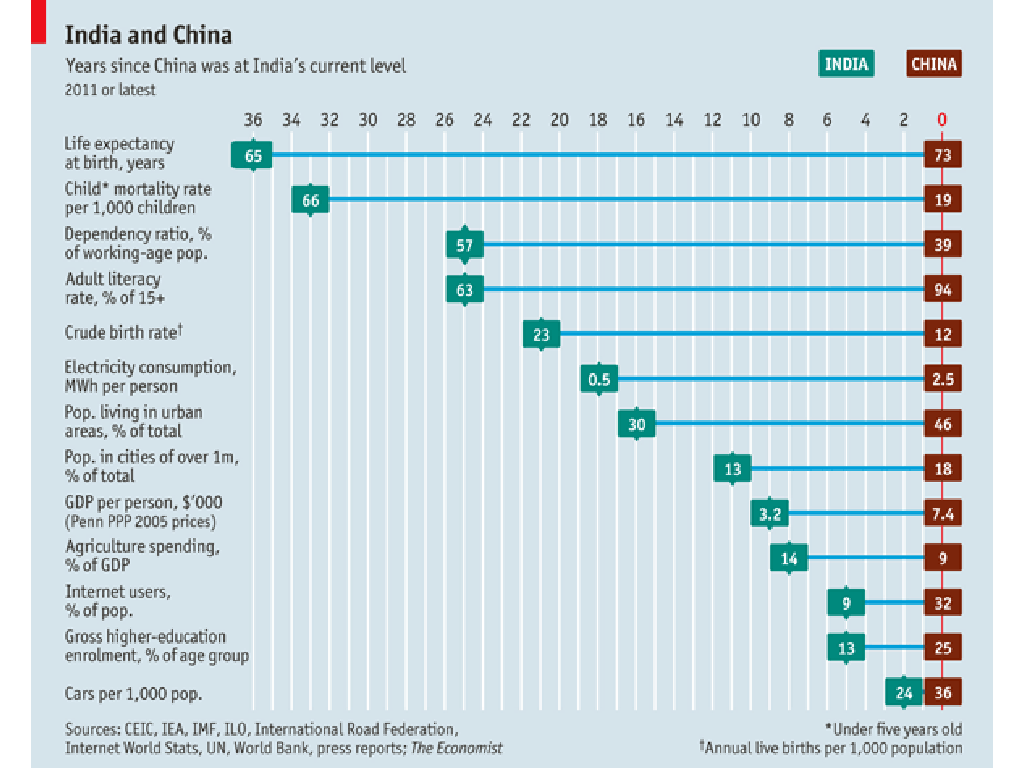 India and China
Years since China was at India's current level
2011 or latest
INDIA
CHINA
36 34 32 30 28 26 24 22 20 18 16 14 12 10 8 6 4 2 0
Life expectancy
at birth, years
65 73
Child* mortality rate
per 1,000 children
66 19
Dependency ratio, %
of working-age pop.
57 39
Adult literacy
rate, % of 15+
63 94
Crude birth rate†
23 12
Electricity consumption,
MWh per person
0.5 2.5
Pop. living in urban
areas, % of total
30 46
Pop. in cities of over 1m,
% of total
13 18
GDP per person, $'000
(Penn PPP 2005 prices)
3.2 7.4
Agriculture spending,
% of GDP
14 9
Internet users,
% of pop.
9 32
Gross higher-education
enrolment, % of age group
13 25
Cars per 1,000 pop.
24 36
Sources: CEIC, IEA, IMF, ILO, International Road Federation,
Internet World Stats, UN, World Bank, press reports; The Economist
*Under five years old
†Annual live births per 1,000 population